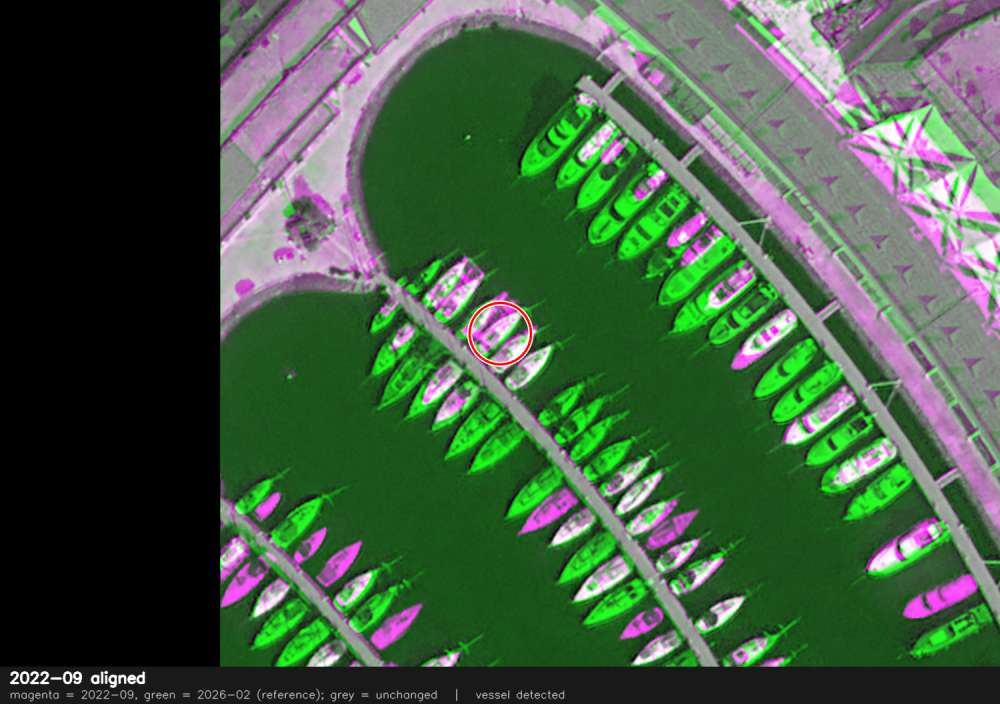 2022-09 aligned
magenta = 2022-09, green = 2026-02 (reference); grey = unchanged | vessel detected